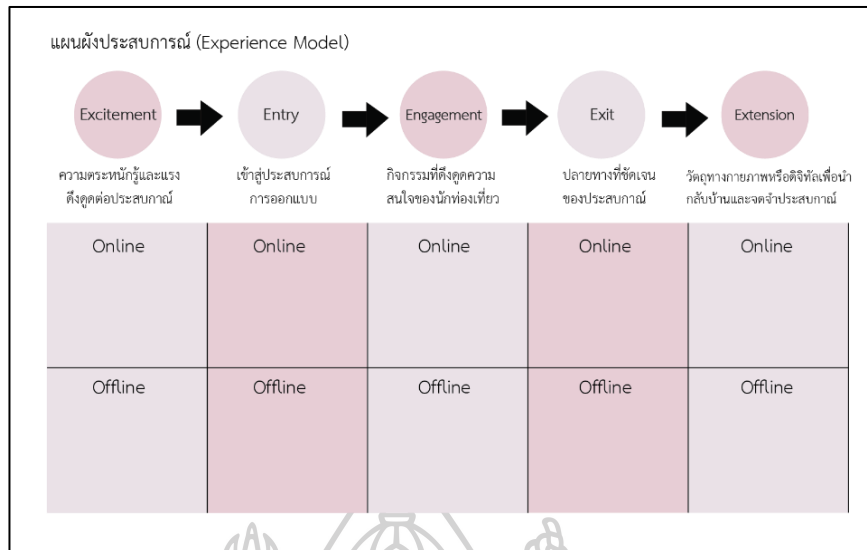 แผนผังประสบการณ์ (Experience Model)
Excitement
Entry
Engagement
Exit
Extension
ความตระหนักรู้และแรง
ดึงดูดต่อประสบกาณ์
เข้าสู่ประสบการณ์
การออกแบบ
กิจกรรมที่ดึงดูดความ
สนใจของนักท่องเที่ยว
ปลายทางที่ชัดเจน
ของประสบกาณ์
วัตถุทางกายภาพหรือดิจิทัลเพื่อนำ
กลับบ้านและจดจำประสบกาณ์
Online
Online
Online
Online
Online
Offline
Offline
Offline
Offline
Offline